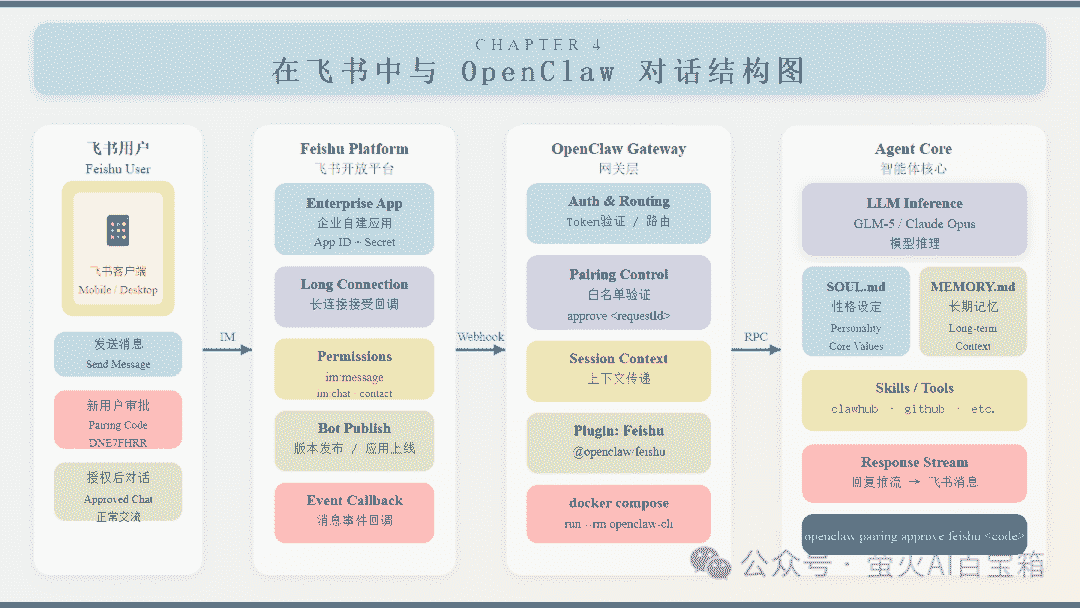 CHAPTER 4
在飞书中与 OpenClaw 对话结构图
飞书用户
Feishu User
飞书客户端
Mobile / Desktop
发送消息
Send Message
新用户审批
Pairing Code
DNE7FHRR
授权后对话
Approved Chat
正常交流
IM
Feishu Platform
飞书开放平台
Enterprise App
企业自建应用
App ID + Secret
Long Connection
长连接接受回调
Permissions
im:message
im:chat · contact
Bot Publish
版本发布 / 应用上线
Event Callback
消息事件回调
Webhook
OpenClaw Gateway
网关层
Auth & Routing
Token验证 / 路由
Pairing Control
白名单验证
approve <requestId>
Session Context
上下文传递
Plugin: Feishu
@openclaw/feishu
docker compose
run --rm openclaw-cli
RPC
Agent Core
智能体核心
LLM Inference
GLM-5 / Claude Opus
模型推理
SOUL.md
性格设定
Personality
Core Values
MEMORY.md
长期记忆
Long-term
Context
Skills / Tools
clawhub · github · etc.
Response Stream
回复推流 → 飞书消息
openclaw pairing approve feishu <code>
公众号 · 萤火AI百宝箱